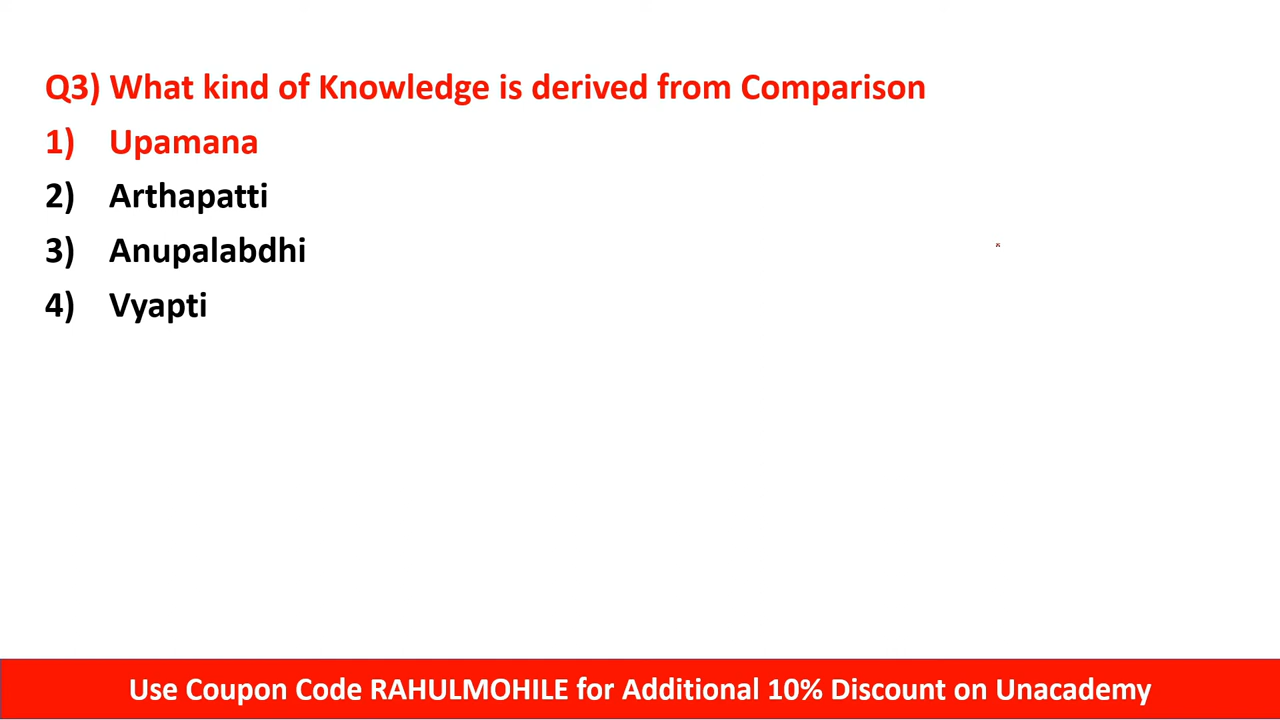 Q3) What kind of Knowledge is derived from Comparison
1) Upamana
2) Arthapatti
3) Anupalabdhi
4) Vyapti
Use Coupon Code RAHULMOHILE for Additional 10% Discount on Unacademy